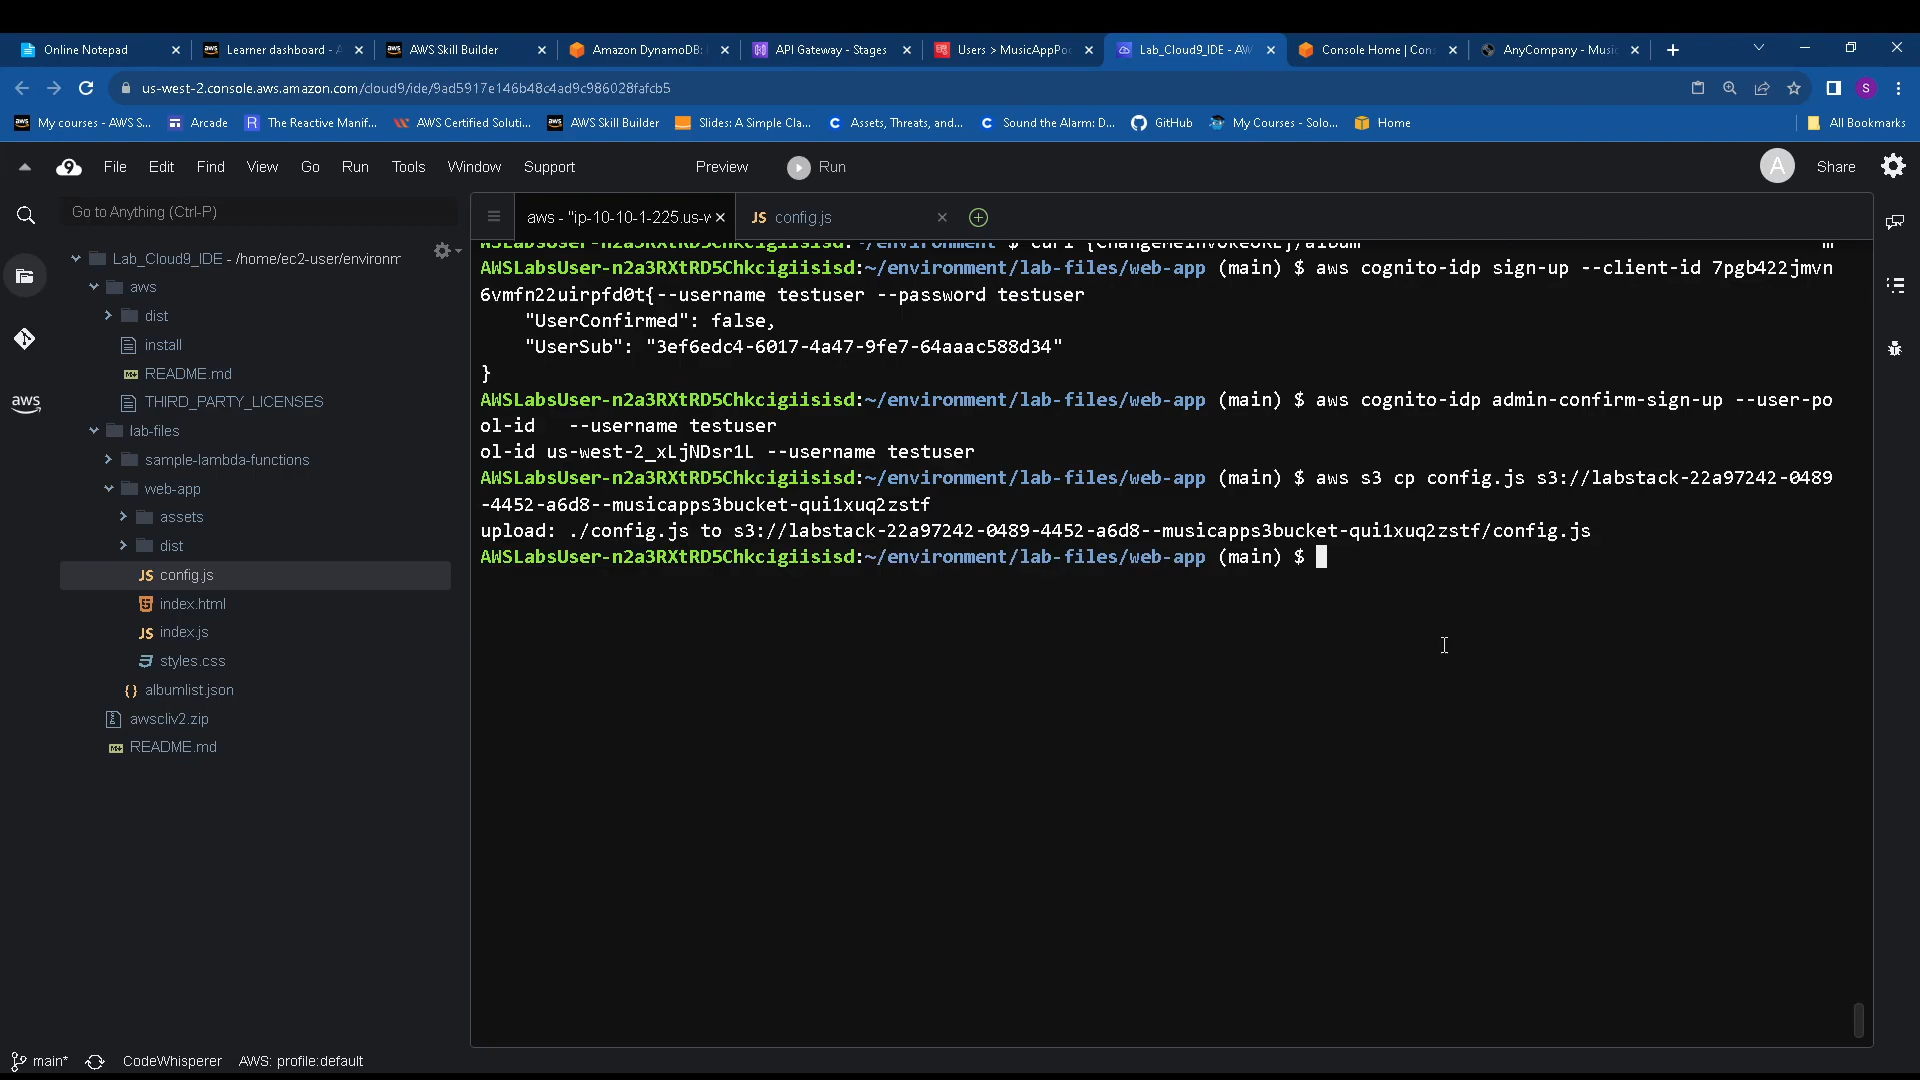 Online Notepad
Learner dashboard - A
AWS Skill Builder
Amazon DynamoDB:
API Gateway - Stages
Users > MusicAppPo
Lab_Cloud9_IDE - AW
Console Home | Con
AnyCompany - Music
us-west-2.console.aws.amazon.com/cloud9/ide/9ad5917e146b48c4ad9c986028fafcb5
S
My courses - AWS S...
Arcade
The Reactive Manif...
AWS Certified Soluti...
AWS Skill Builder
Slides: A Simple Cla...
Assets, Threats, and...
Sound the Alarm: D...
GitHub
My Courses - Solo...
Home
All Bookmarks
File Edit Find View Go Run Tools Window Support Preview Run
A
Share
Go to Anything (Ctrl-P)
aws - "ip-10-10-1-225.us-w
JS config.js
Lab_Cloud9_IDE - /home/ec2-user/environm
aws
dist
install
README.md
THIRD_PARTY_LICENSES
lab-files
sample-lambda-functions
web-app
assets
dist
JS config.js
index.html
JS index.js
styles.css
{} albumlist.json
awscliv2.zip
README.md
aws
AWSLabsUser-n2a3RXtRD5Chkcigiisisd:~/environment $ curl {ChangeMeInvokeURL}/album
AWSLabsUser-n2a3RXtRD5Chkcigiisisd:~/environment/lab-files/web-app (main) $ aws cognito-idp sign-up --client-id 7pgb422jmvn
6vmfn22uirpfd0t{--username testuser --password testuser
"UserConfirmed": false,
"UserSub": "3ef6edc4-6017-4a47-9fe7-64aaac588d34"
}
AWSLabsUser-n2a3RXtRD5Chkcigiisisd:~/environment/lab-files/web-app (main) $ aws cognito-idp admin-confirm-sign-up --user-po
ol-id   --username testuser
ol-id us-west-2_xLjNDsr1L --username testuser
AWSLabsUser-n2a3RXtRD5Chkcigiisisd:~/environment/lab-files/web-app (main) $ aws s3 cp config.js s3://labstack-22a97242-0489
-4452-a6d8--musicapps3bucket-qui1xuq2zstf
upload: ./config.js to s3://labstack-22a97242-0489-4452-a6d8--musicapps3bucket-qui1xuq2zstf/config.js
AWSLabsUser-n2a3RXtRD5Chkcigiisisd:~/environment/lab-files/web-app (main) $
main* CodeWhisperer AWS: profile:default